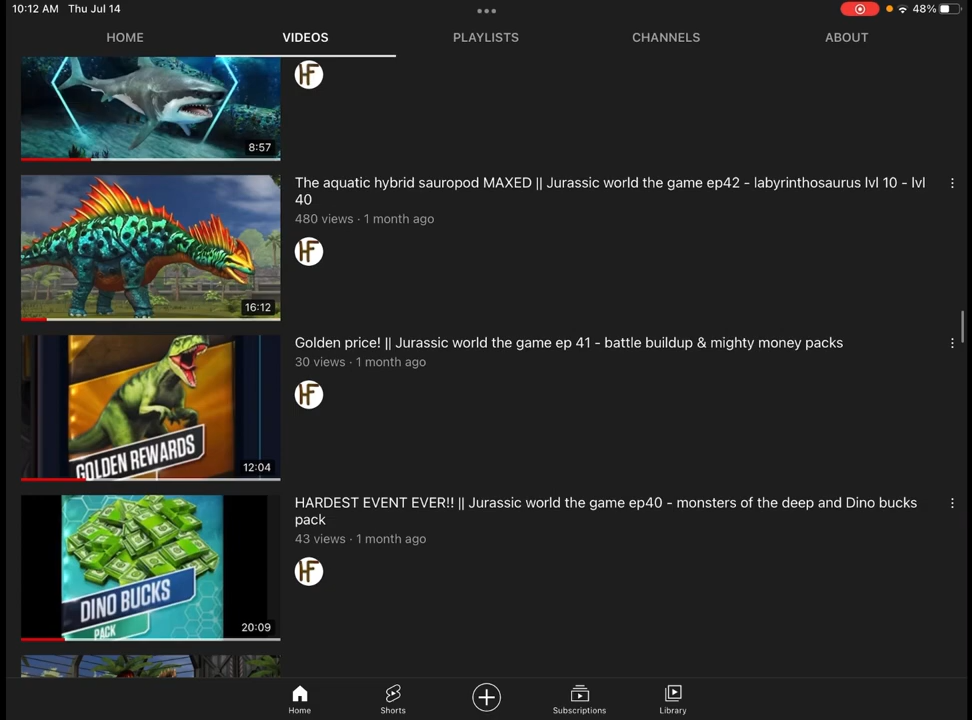 10:12 AM Thu Jul 14
48%
HOME VIDEOS PLAYLISTS CHANNELS ABOUT
8:57
HF
The aquatic hybrid sauropod MAXED || Jurassic world the game ep42 - labyrinthosaurus lvl 10 - lvl
40
480 views · 1 month ago
HF
16:12
Golden price! || Jurassic world the game ep 41 - battle buildup & mighty money packs
30 views · 1 month ago
HF
GOLDEN REWARDS
12:04
HARDEST EVENT EVER!! || Jurassic world the game ep40 - monsters of the deep and Dino bucks
pack
43 views · 1 month ago
HF
DINO BUCKS
PACK
20:09
Home Shorts Subscriptions Library